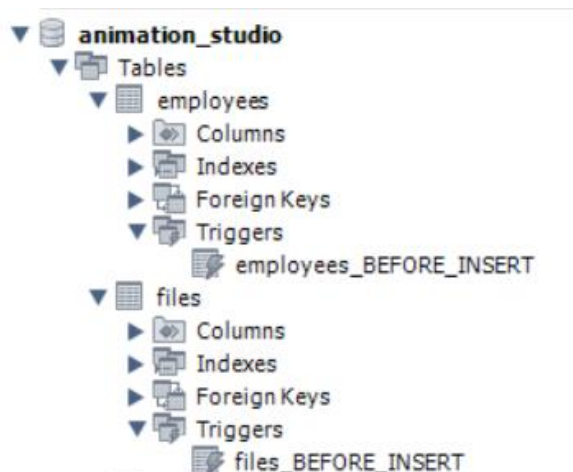 animation_studio
Tables
employees
Columns
Indexes
Foreign Keys
Triggers
employees_BEFORE_INSERT
files
Columns
Indexes
Foreign Keys
Triggers
files_BEFORE_INSERT